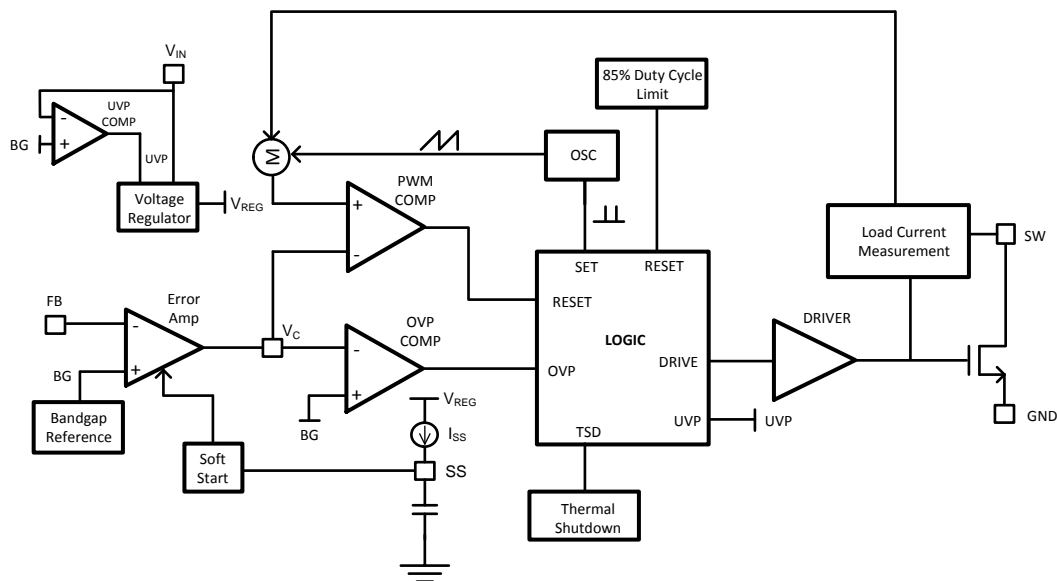 V_IN
UVP
COMP
-
+
BG
UVP
Voltage
Regulator
V_REG
M
OSC
85% Duty Cycle
Limit
PWM
COMP
+
-
Load Current
Measurement
SW
SET
RESET
RESET
FB
Error
Amp
-
+
BG
Bandgap
Reference
V_C
OVP
COMP
-
+
BG
LOGIC
OVP
DRIVE
UVP
UVP
TSD
DRIVER
GND
V_REG
I_SS
SS
Soft
Start
Thermal
Shutdown